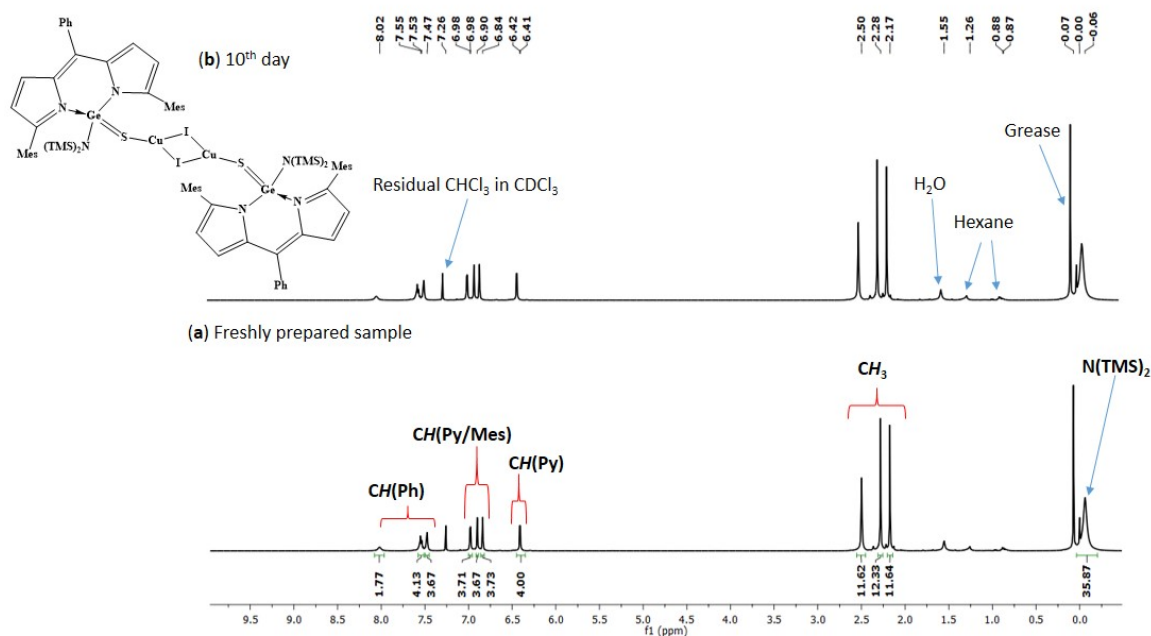 8.02
7.55
7.53
7.47
7.26
6.98
6.98
6.90
6.84
6.42
6.41
2.50
2.28
2.17
1.55
1.26
0.88
0.87
0.07
0.00
-0.06
Ph
(b) 10th day
N
N
Mes
Ge
(TMS)2N
S
Mes
Cu
I
I
Cu
S
N(TMS)2
Mes
Mes
Ge
N
N
Ph
Residual CHCl3 in CDCl3
Grease
H2O
Hexane
(a) Freshly prepared sample
CH3
N(TMS)2
CH(Py/Mes)
CH(Py)
CH(Ph)
1.77
4.13
3.67
3.71
3.67
3.73
4.00
11.62
12.33
11.64
35.87
9.5 9.0 8.5 8.0 7.5 7.0 6.5 6.0 5.5 5.0 4.5 4.0 3.5 3.0 2.5 2.0 1.5 1.0 0.5 0.0
f1 (ppm)